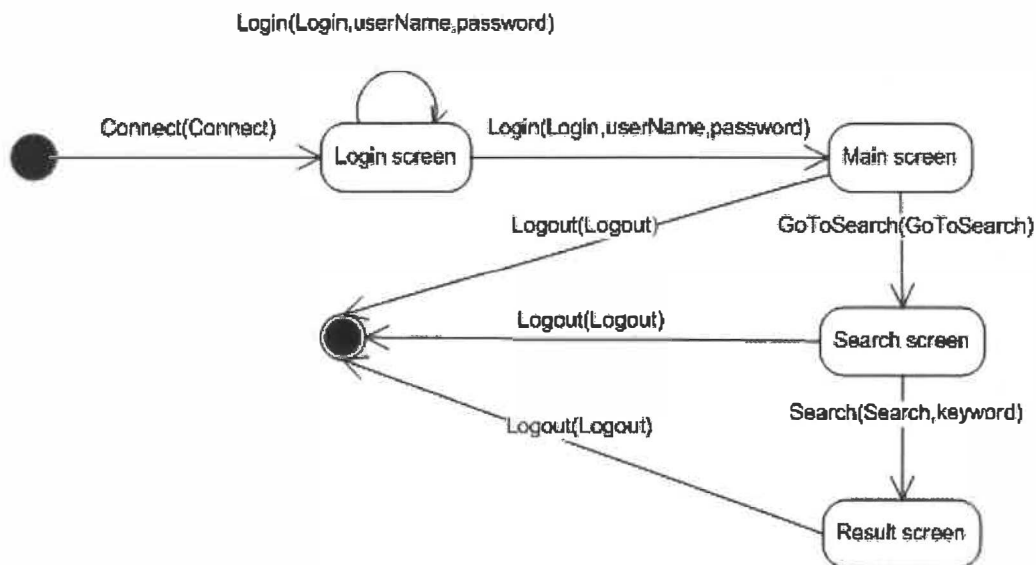 Login(Login,userName,password)
Connect(Connect)
Login screen
Login(Login,userName,password)
Main screen
Logout(Logout)
GoToSearch(GoToSearch)
Logout(Logout)
Search screen
Search(Search,keyword)
Logout(Logout)
Result screen